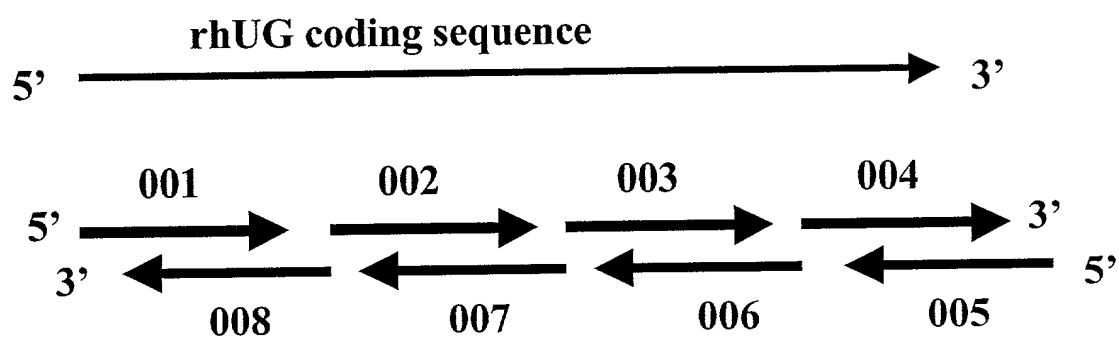 rhUG coding sequence
5’ 3’
001 002 003 004
5’ 3’
3’ 5’
008 007 006 005